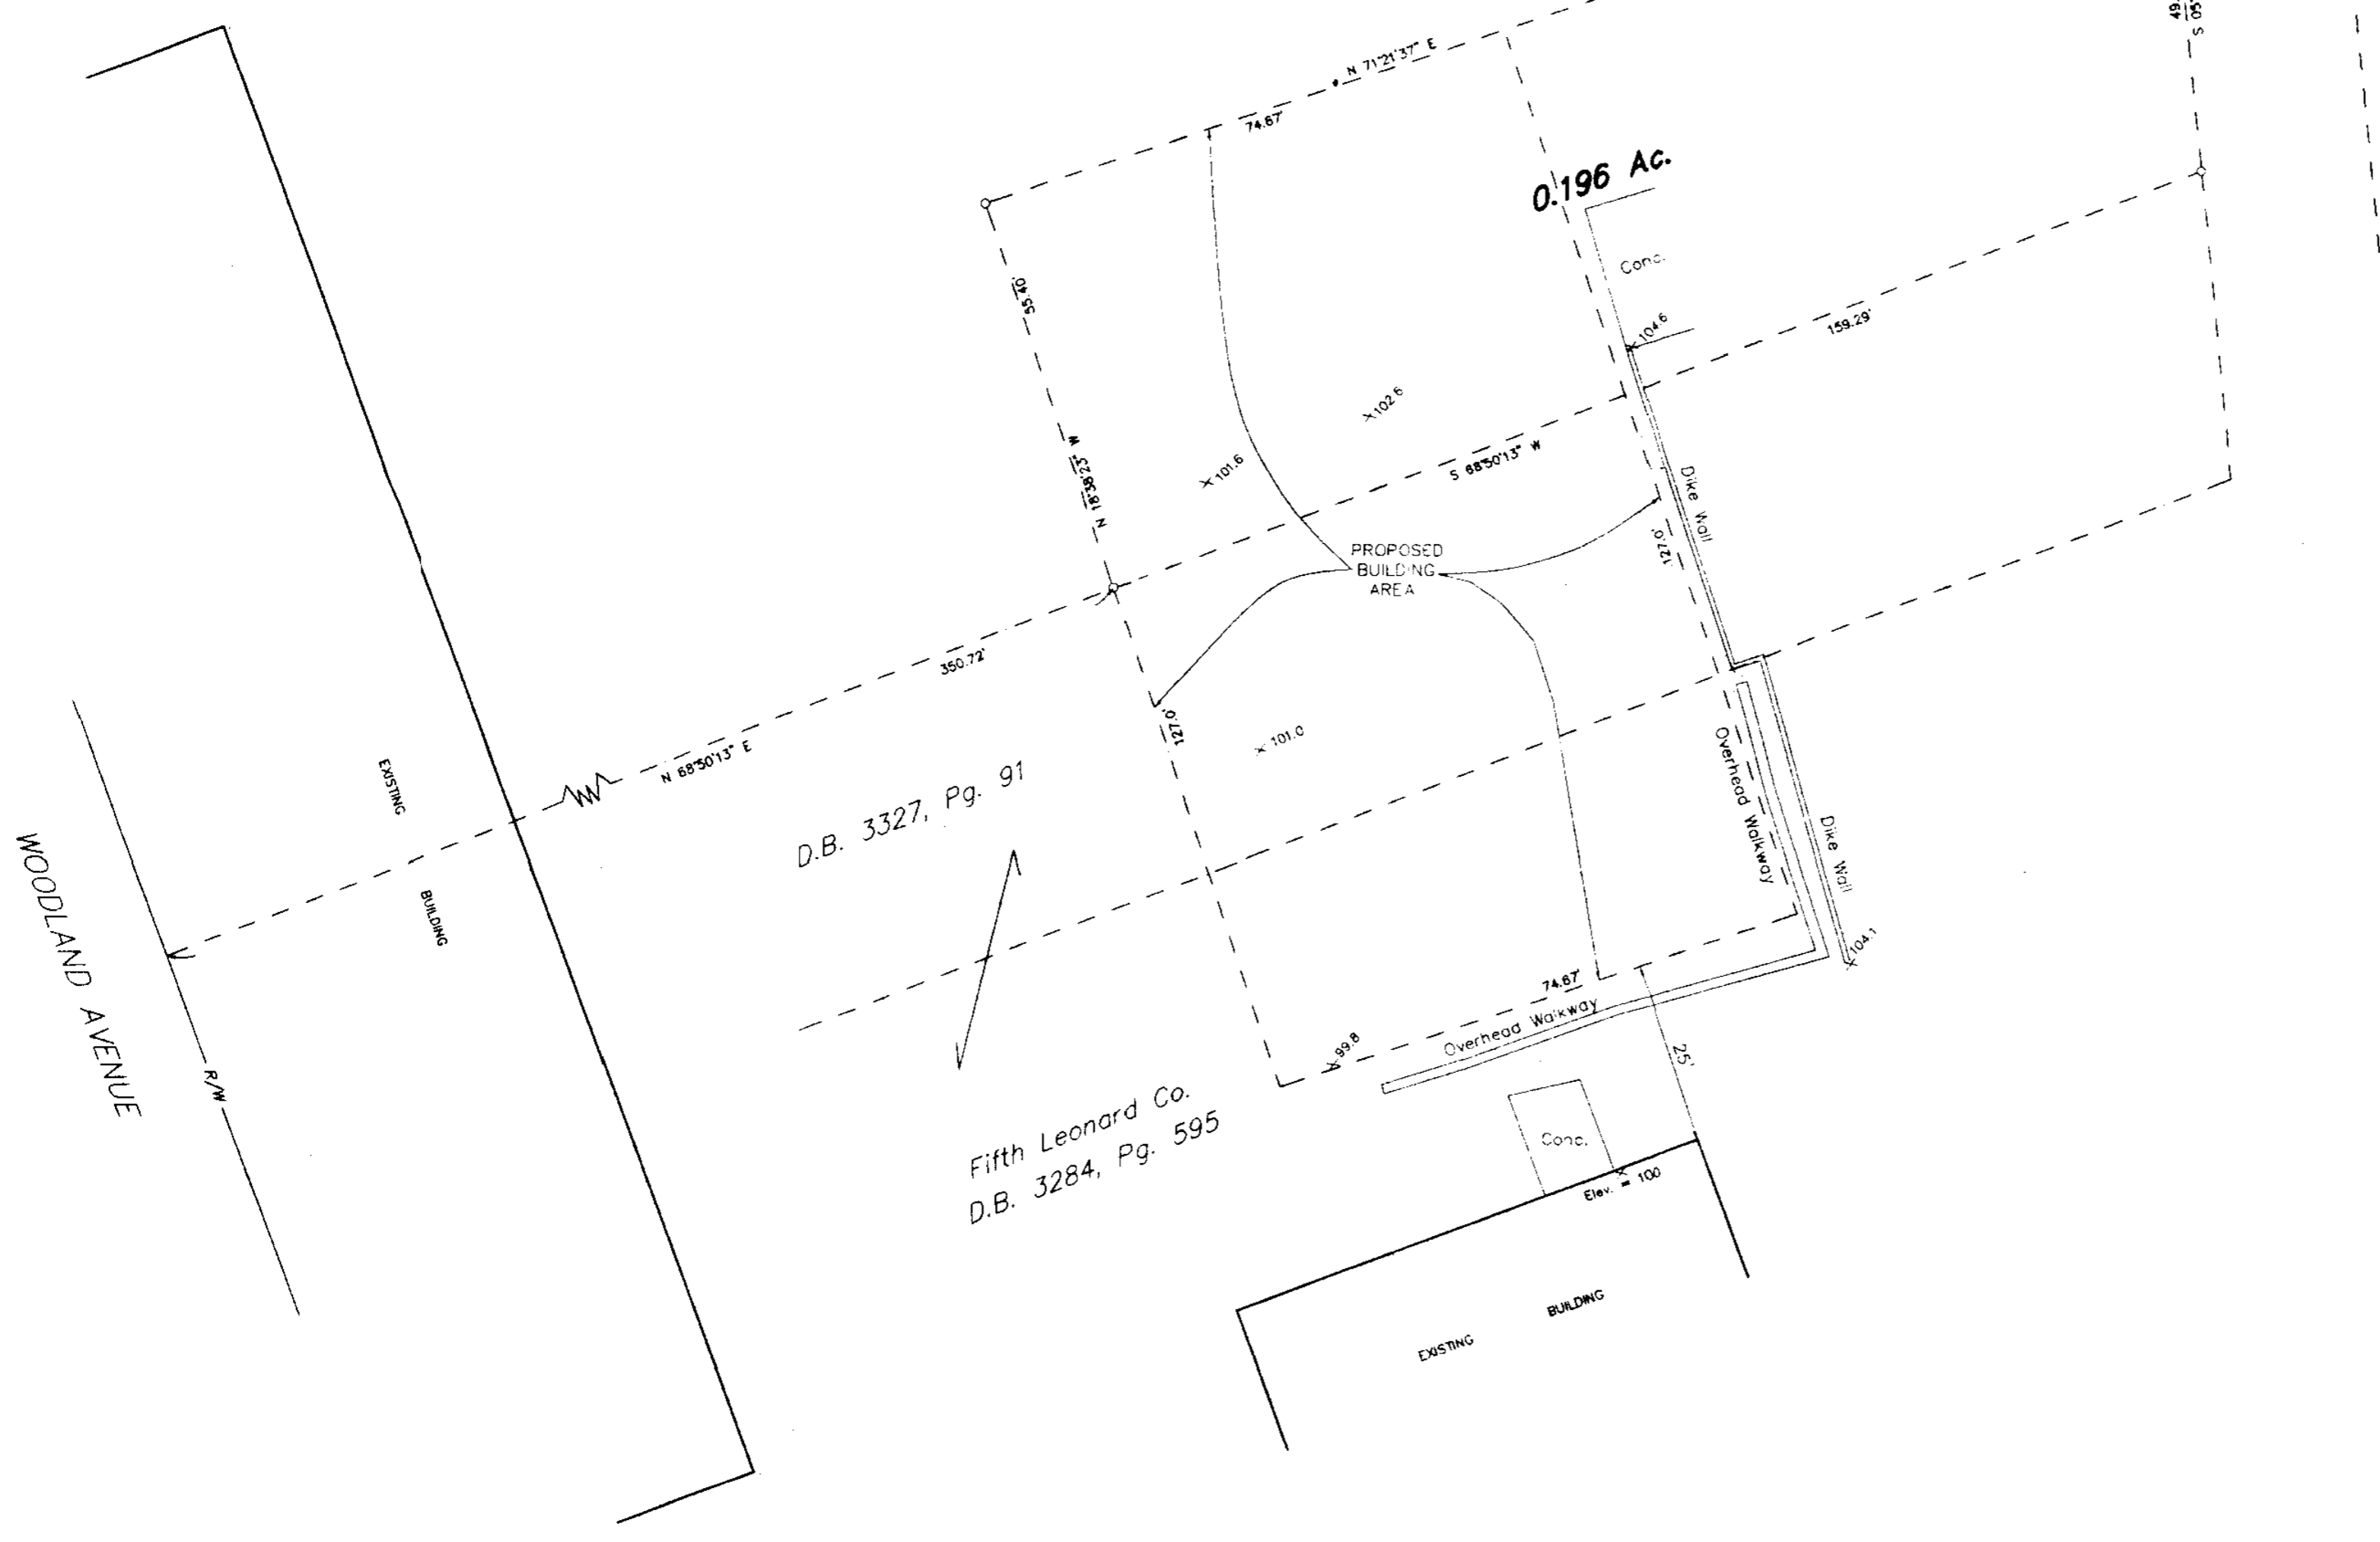 49.
S 05°
N 71°21'37" E
74.67'
0.196 Ac.
Conc.
55.40'
104.6
159.29'
102.6
101.6
N 18°38'23" W
S 68°50'13" W
Dike Wall
127.0'
PROPOSED
BUILDING
AREA
350.72'
127.0'
101.0
N 68°50'13" E
EXISTING
BUILDING
D.B. 3327, Pg. 91
Overhead Walkway
Dike Wall
WOODLAND AVENUE
R/W
104.1
74.67'
Overhead Walkway
99.8
25'
Fifth Leonard Co.
D.B. 3284, Pg. 595
Conc.
Elev. = 100
EXISTING BUILDING